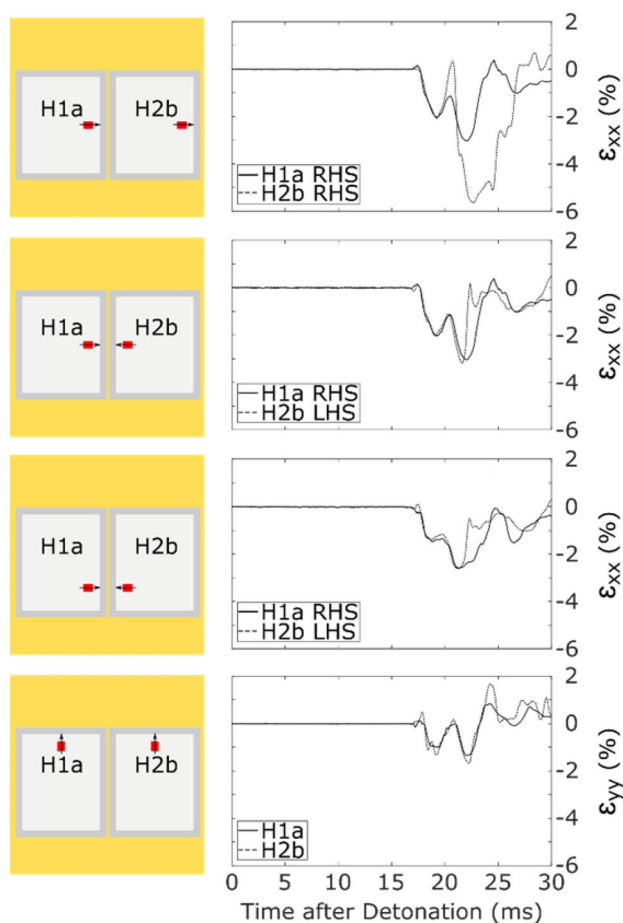 H1a H2b
2
0
-2
-4
-6
εxx (%)
H1a RHS
H2b RHS
H1a H2b
2
0
-2
-4
-6
εxx (%)
H1a RHS
H2b LHS
H1a H2b
2
0
-2
-4
-6
εxx (%)
H1a RHS
H2b LHS
H1a H2b
2
0
-2
-4
-6
εyy (%)
H1a
H2b
0 5 10 15 20 25 30
Time after Detonation (ms)